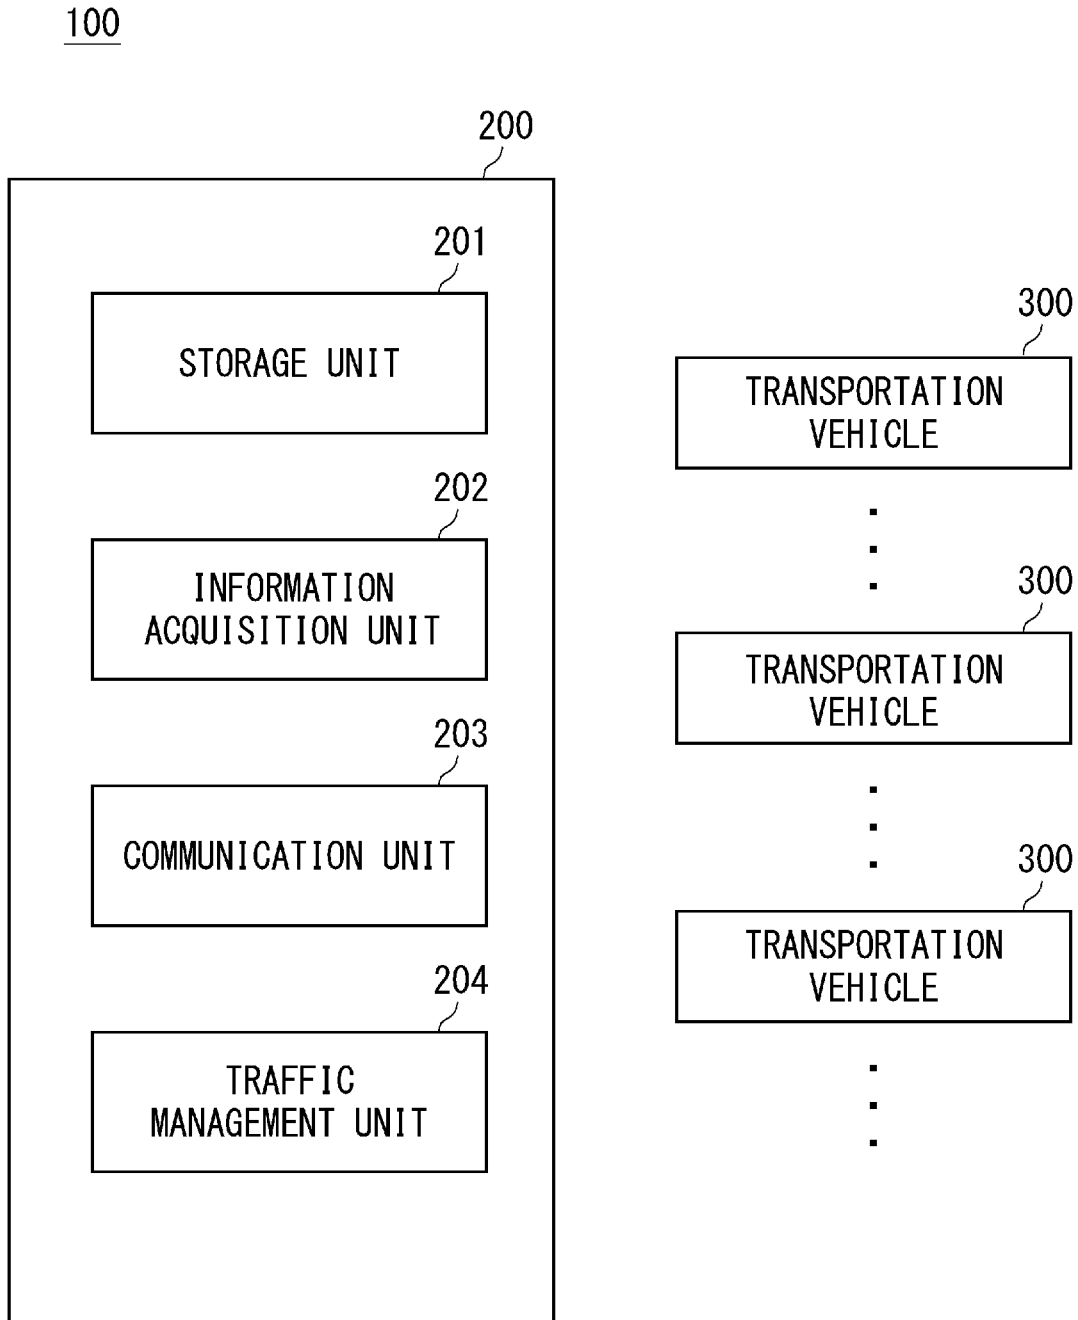 100
200
201
STORAGE UNIT
202
INFORMATION
ACQUISITION UNIT
203
COMMUNICATION UNIT
204
TRAFFIC
MANAGEMENT UNIT
300
TRANSPORTATION
VEHICLE
300
TRANSPORTATION
VEHICLE
300
TRANSPORTATION
VEHICLE